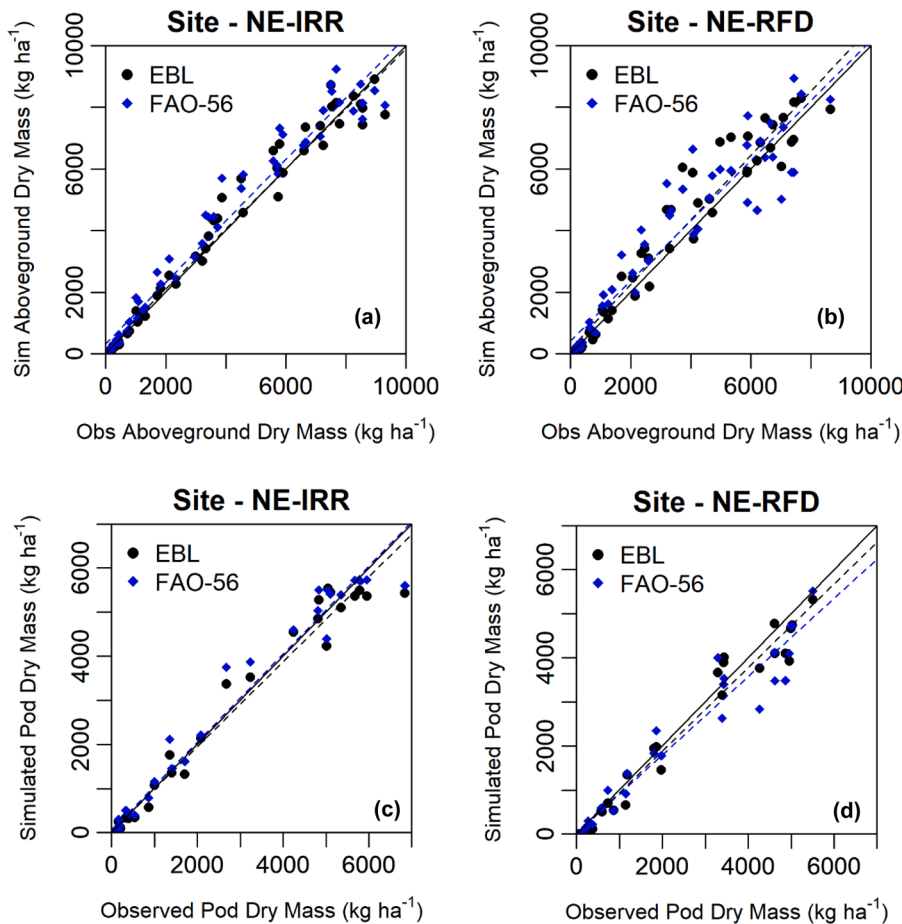 Site - NE-IRR
Sim Aboveground Dry Mass (kg ha⁻¹)
10000
6000
4000
2000
0
EBL
FAO-56
(a)
0 2000 6000 10000
Obs Aboveground Dry Mass (kg ha⁻¹)
Site - NE-RFD
Sim Aboveground Dry Mass (kg ha⁻¹)
10000
6000
4000
2000
0
EBL
FAO-56
(b)
0 2000 6000 10000
Obs Aboveground Dry Mass (kg ha⁻¹)
Site - NE-IRR
Simulated Pod Dry Mass (kg ha⁻¹)
6000
4000
2000
0
EBL
FAO-56
(c)
0 2000 4000 6000
Observed Pod Dry Mass (kg ha⁻¹)
Site - NE-RFD
Simulated Pod Dry Mass (kg ha⁻¹)
6000
4000
2000
0
EBL
FAO-56
(d)
0 2000 4000 6000
Observed Pod Dry Mass (kg ha⁻¹)